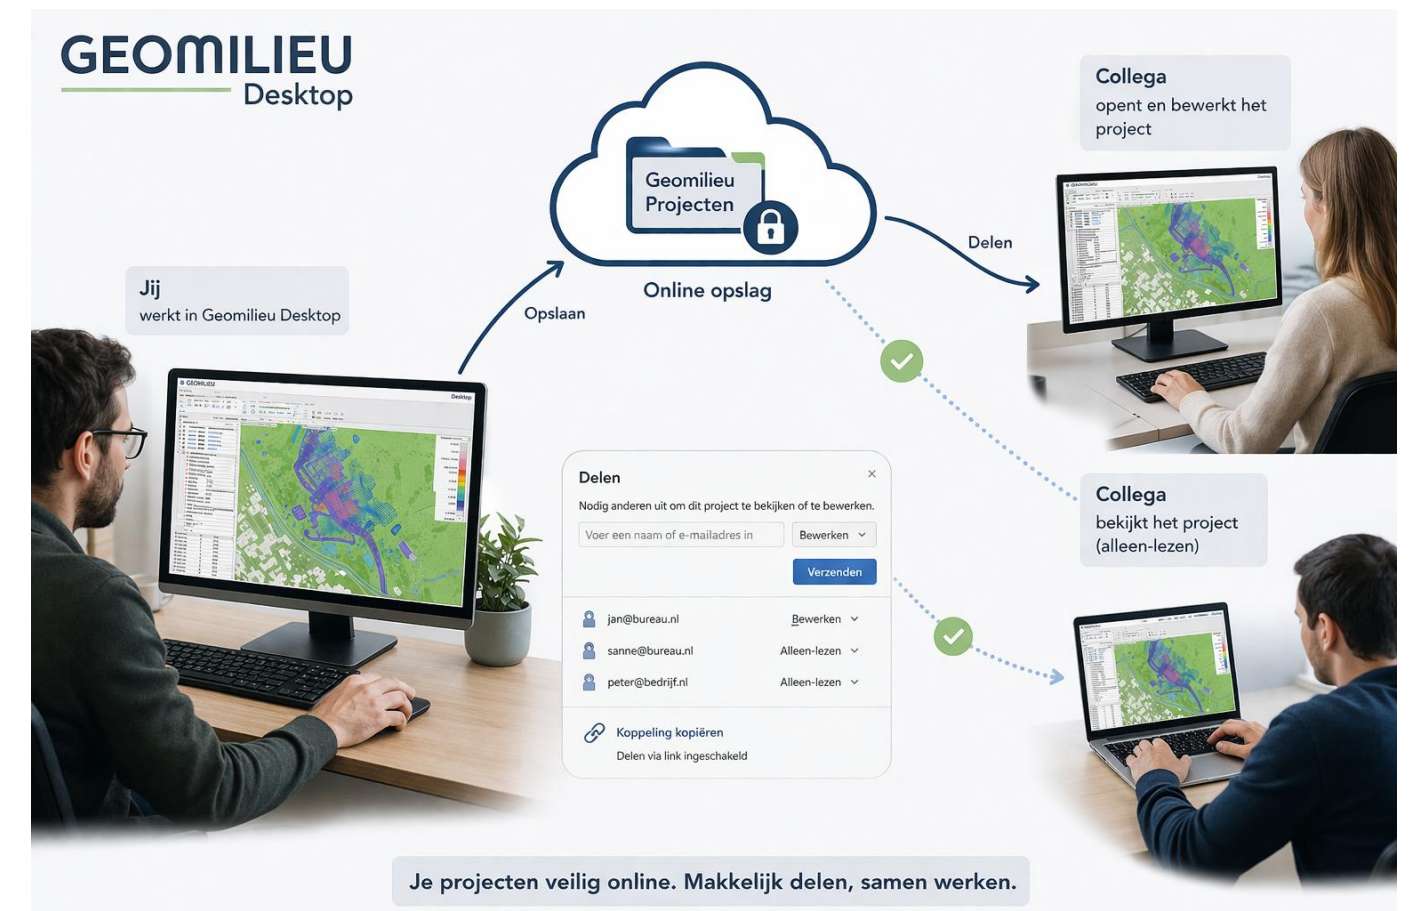 GEOMILIEU
Desktop
Jij
werkt in Geomilieu Desktop
Opslaan
Geomilieu
Projecten
Online opslag
Delen
Collega
opent en bewerkt het
project
GEOMILIEU
Desktop
Collega
bekijkt het project
(alleen-lezen)
Delen
×
Nodig anderen uit om dit project te bekijken of te bewerken.
Voer een naam of e-mailadres in
Bewerken
Verzenden
jan@bureau.nl
Bewerken
sanne@bureau.nl
Alleen-lezen
peter@bedrijf.nl
Alleen-lezen
Koppeling kopiëren
Delen via link ingeschakeld
Je projecten veilig online. Makkelijk delen, samen werken.